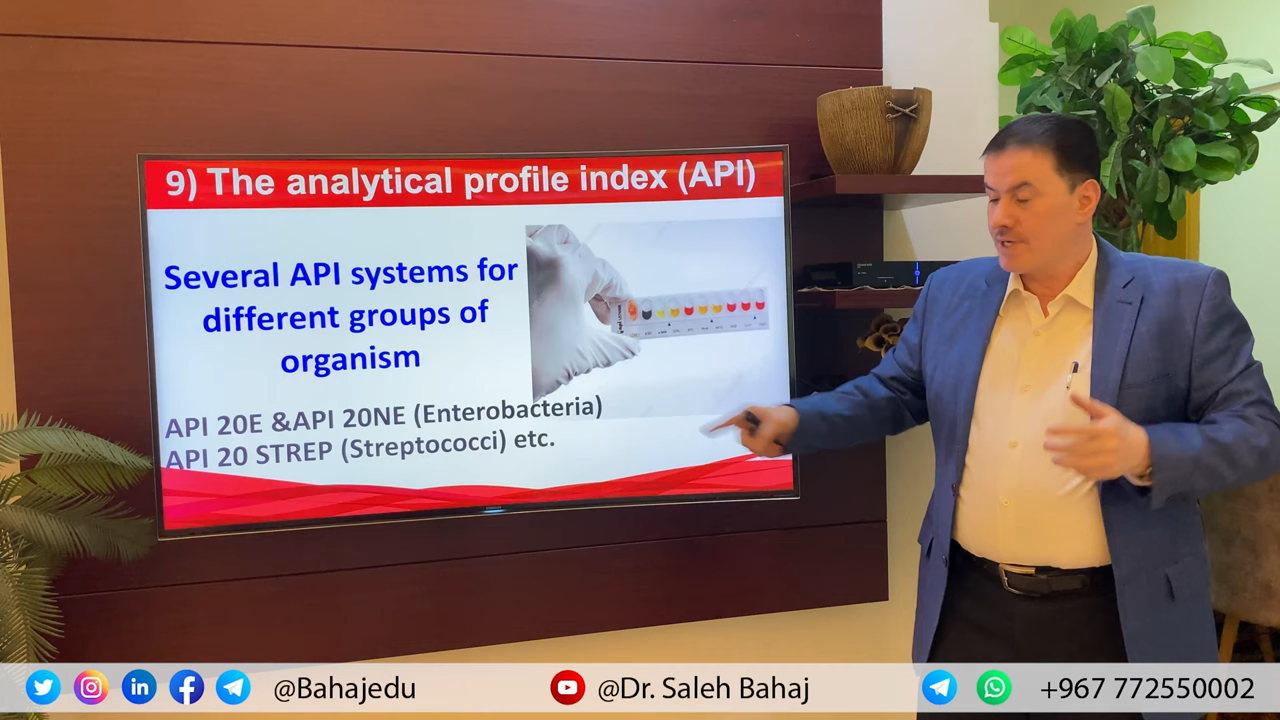 9) The analytical profile index (API)
Several API systems for
different groups of
organism
API 20E &API 20NE (Enterobacteria)
API 20 STREP (Streptococci) etc.
@Bahajedu
@Dr. Saleh Bahaj
+967 772550002